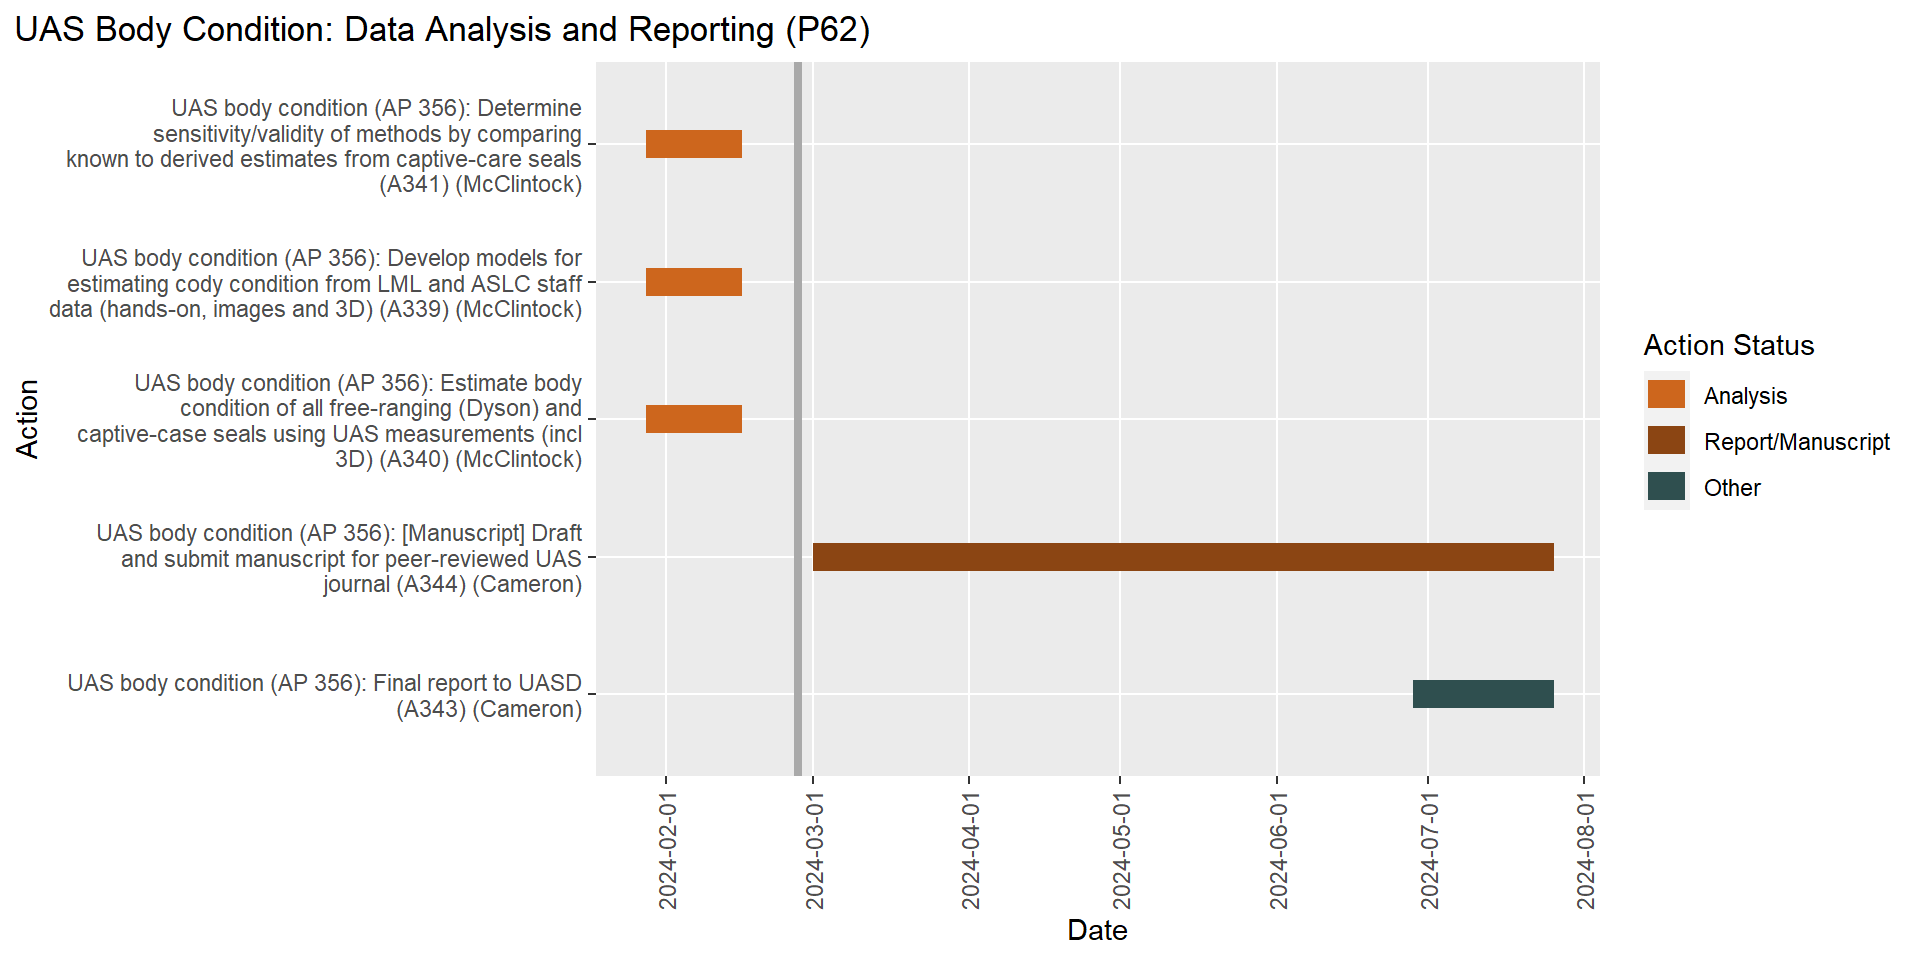 UAS Body Condition: Data Analysis and Reporting (P62)
UAS body condition (AP 356): Determine
sensitivity/validity of methods by comparing
known to derived estimates from captive-care seals
(A341) (McClintock)
UAS body condition (AP 356): Develop models for
estimating cody condition from LML and ASLC staff
data (hands-on, images and 3D) (A339) (McClintock)
UAS body condition (AP 356): Estimate body
condition of all free-ranging (Dyson) and
captive-case seals using UAS measurements (incl
3D) (A340) (McClintock)
UAS body condition (AP 356): [Manuscript] Draft
and submit manuscript for peer-reviewed UAS
journal (A344) (Cameron)
UAS body condition (AP 356): Final report to UASD
(A343) (Cameron)
Action
2024-02-01
2024-03-01
2024-04-01
2024-05-01
2024-06-01
2024-07-01
2024-08-01
Date
Action Status
Analysis
Report/Manuscript
Other